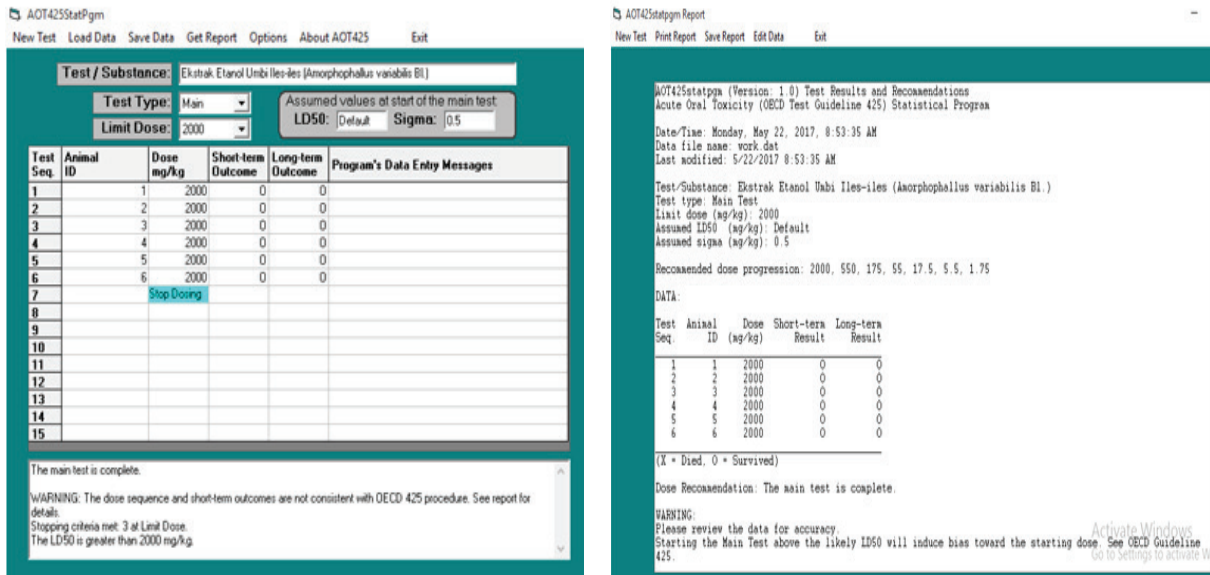 AOT425StatPgm
New Test Load Data Save Data Get Report Options About AOT425 Exit
Test / Substance: Ekstrak Etanol Umbi Iles-iles (Amorphophallus variabilis Bl.)
Test Type: Main
Limit Dose: 2000
Assumed values at start of the main test:
LD50: Default Sigma: 0.5
Test Seq. Animal ID Dose mg/kg Short-term Outcome Long-term Outcome Program's Data Entry Messages
1 1 2000 0 0
2 2 2000 0 0
3 3 2000 0 0
4 4 2000 0 0
5 5 2000 0 0
6 6 2000 0 0
7 Stop Dosing
8
9
10
11
12
13
14
15
The main test is complete.
WARNING: The dose sequence and short-term outcomes are not consistent with OECD 425 procedure. See report for
details.
Stopping criteria met: 3 at Limit Dose.
The LD50 is greater than 2000 mg/kg.
AOT425statpgm Report
New Test Print Report Save Report Edit Data Exit
AOT425statpgm (Version: 1.0) Test Results and Recommendations
Acute Oral Toxicity (OECD Test Guideline 425) Statistical Program
Date/Time: Monday, May 22, 2017, 8:53:35 AM
Data file name: work.dat
Last modified: 5/22/2017 8:53:35 AM
Test/Substance: Ekstrak Etanol Umbi Iles-iles (Amorphophallus variabilis Bl.)
Test type: Main Test
Limit dose (mg/kg): 2000
Assumed LD50 (mg/kg): Default
Assumed sigma (mg/kg): 0.5
Recommended dose progression: 2000, 550, 175, 55, 17.5, 5.5, 1.75
DATA:
Test Animal Dose Short-term Long-term
Seq. ID (mg/kg) Result Result
1 1 2000 0 0
2 2 2000 0 0
3 3 2000 0 0
4 4 2000 0 0
5 5 2000 0 0
6 6 2000 0 0
(X = Died, O = Survived)
Dose Recommendation: The main test is complete.
WARNING:
Please review the data for accuracy.
Starting the Main Test above the likely LD50 will induce bias toward the starting dose. See OECD Guideline
425.
Activate Windows
Go to Settings to activate W